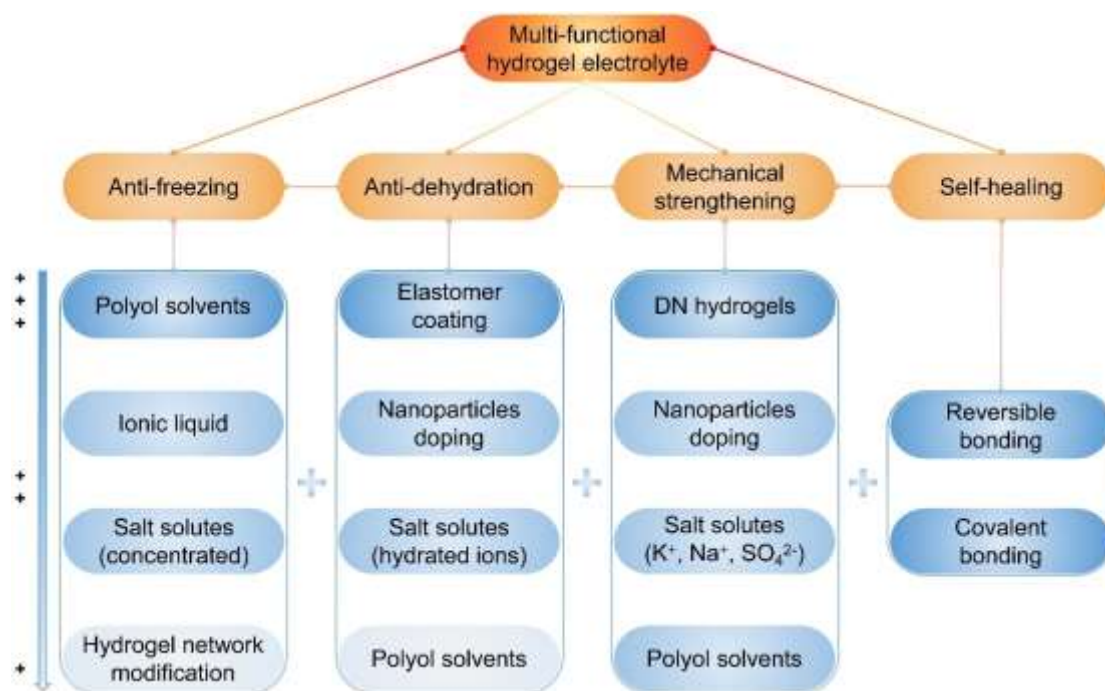 Multi-functional
hydrogel electrolyte
Anti-freezing
Anti-dehydration
Mechanical
strengthening
Self-healing
+
+
+
Polyol solvents
Elastomer
coating
DN hydrogels
Ionic liquid
Nanoparticles
doping
Nanoparticles
doping
Reversible
bonding
+
+
+
+
+
Salt solutes
(concentrated)
Salt solutes
(hydrated ions)
Salt solutes
(K⁺, Na⁺, SO₄²⁻)
Covalent
bonding
+
Hydrogel network
modification
Polyol solvents
Polyol solvents